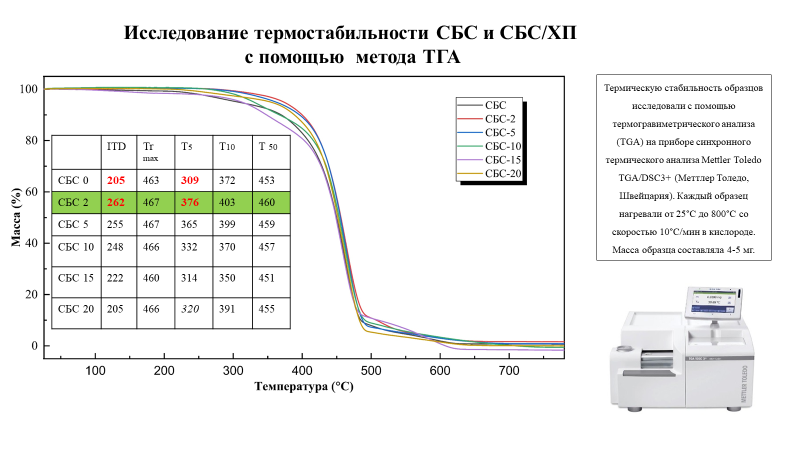 Исследование термостабильности СБС и СБС/ХП
с помощью метода ТГА
Масса (%)
100
80
60
40
20
0
100 200 300 400 500 600 700
Температура (°C)
СБС
СБС-2
СБС-5
СБС-10
СБС-15
СБС-20
ITD Tr max T5 T10 T 50
СБС 0 205 463 309 372 453
СБС 2 262 467 376 403 460
СБС 5 255 467 365 399 459
СБС 10 248 466 332 370 457
СБС 15 222 460 314 350 451
СБС 20 205 466 320 391 455
Термическую стабильность образцов
исследовали с помощью
термогравиметрического анализа
(TGA) на приборе синхронного
термического анализа Mettler Toledo
TGA/DSC3+ (Меттлер Толедо,
Швейцария). Каждый образец
нагревали от 25°C до 800°C со
скоростью 10°C/мин в кислороде.
Масса образца составляла 4-5 мг.
METTLER TOLEDO